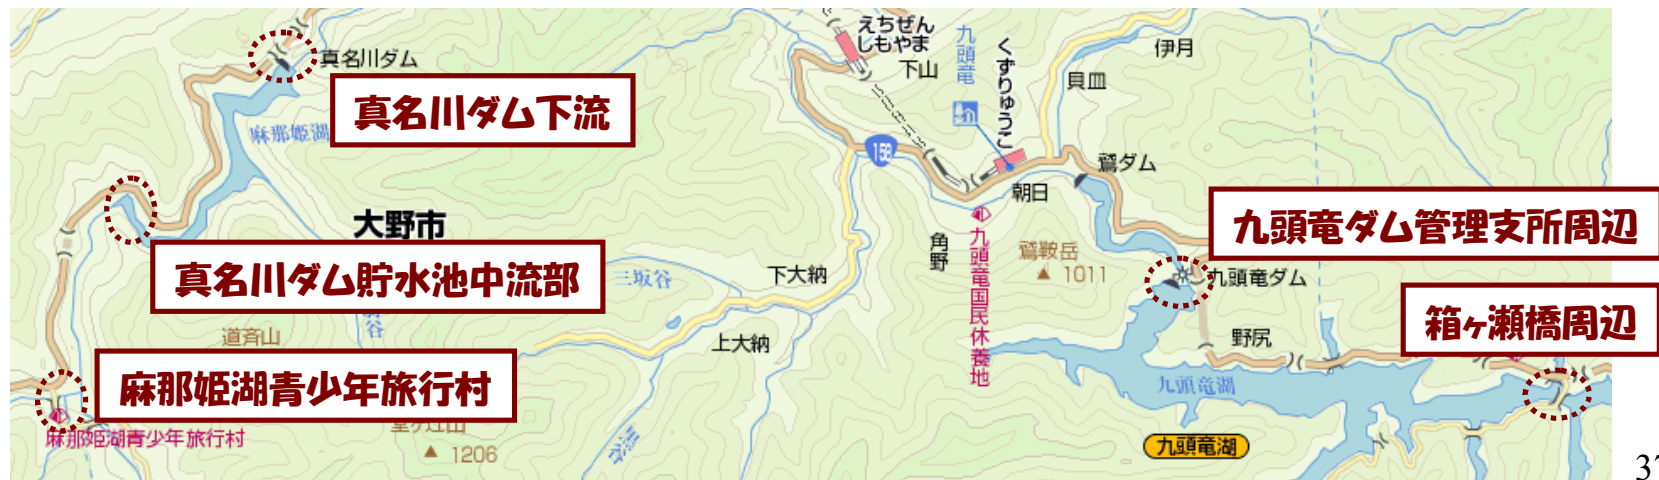 えちぜん
しもやま
下山
九頭竜
くずりゅうこ
伊月
貝皿
真名川ダム
真名川ダム下流
麻那姫湖
158
鷲ダム
朝日
大野市
九頭竜ダム管理支所周辺
角野
九頭竜国民休養地
鷲鞍岳
1011
真名川ダム貯水池中流部
三坂谷
下大納
九頭竜ダム
箱ヶ瀬橋周辺
谷
道斉山
上大納
野尻
麻那姫湖青少年旅行村
九頭竜湖
麻那姫湖青少年旅行村
1206
黒谷
九頭竜湖
37